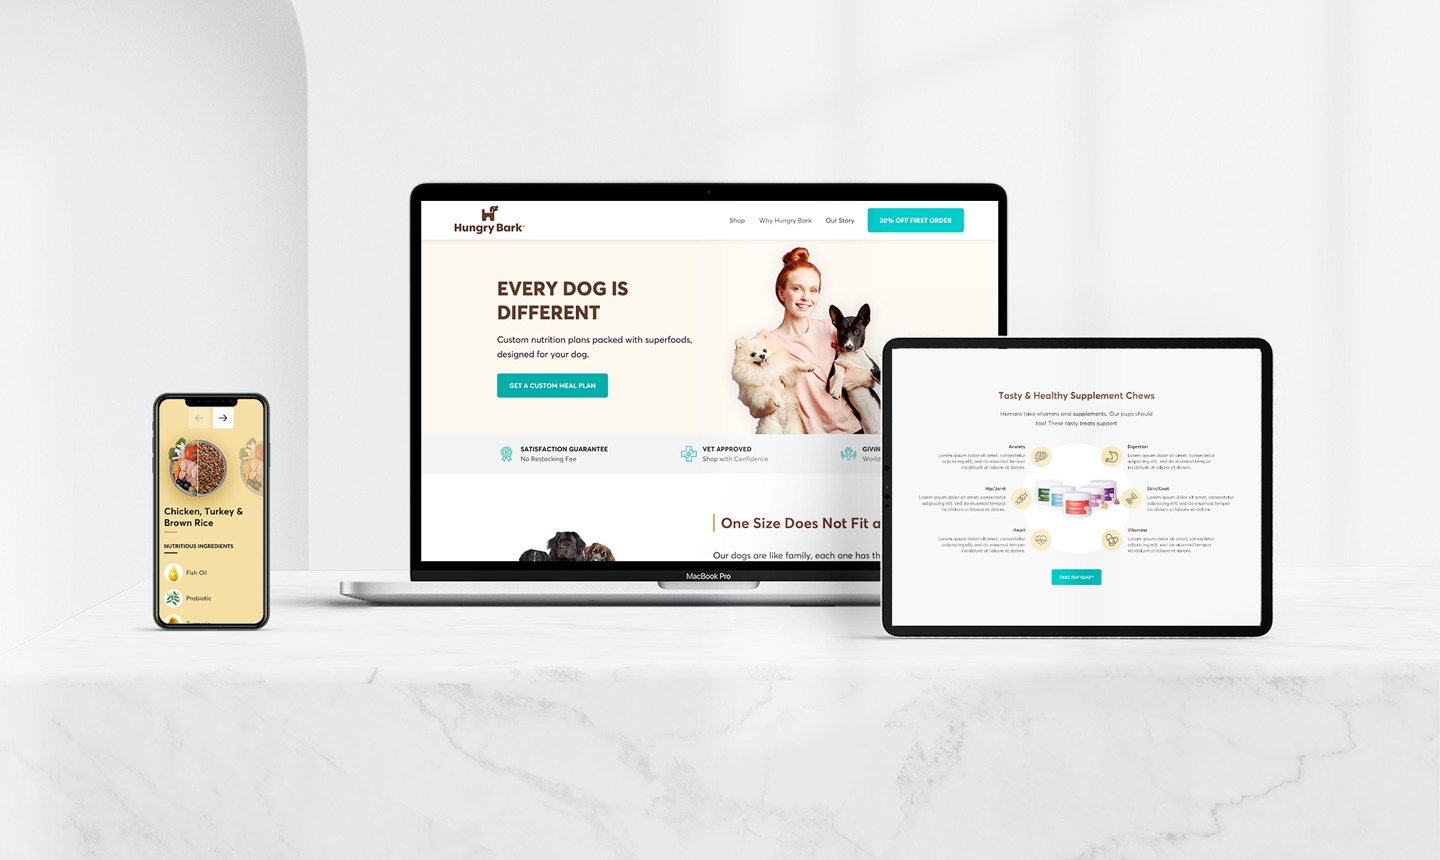 Hungry Bark
Shop
Why Hungry Bark
Our Story
20% OFF FIRST ORDER
EVERY DOG IS
DIFFERENT
Custom nutrition plans packed with superfoods,
designed for your dog.
GET A CUSTOM MEAL PLAN
SATISFACTION GUARANTEE
No Restocking Fee
VET APPROVED
Shop with Confidence
GIVIN
World
One Size Does Not Fit a
Our dogs are like family, each one has th
MacBook Pro
Chicken, Turkey &
Brown Rice
NUTRITIOUS INGREDIENTS
Fish Oil
Probiotic
Tasty & Healthy Supplement Chews
Humans take vitamins and supplements. Our pups should
too! These tasty treats support
Anxiety
Lorem ipsum dolor sit amet, consectetur
adipiscing elit, sed do eiusmod tempor
incididunt ut labore et dolore.
Digestion
Lorem ipsum dolor sit amet, consectetur
adipiscing elit, sed do eiusmod tempor
incididunt ut labore et dolore.
Hip/Joint
Lorem ipsum dolor sit amet, consectetur
adipiscing elit, sed do eiusmod tempor
incididunt ut labore et dolore.
Skin/Coat
Lorem ipsum dolor sit amet, consectetur
adipiscing elit, sed do eiusmod tempor
incididunt ut labore et dolore.
Heart
Lorem ipsum dolor sit amet, consectetur
adipiscing elit, sed do eiusmod tempor
incididunt ut labore et dolore.
Vitamins
Lorem ipsum dolor sit amet, consectetur
adipiscing elit, sed do eiusmod tempor
incididunt ut labore et dolore.
TAKE PUP QUIZ™